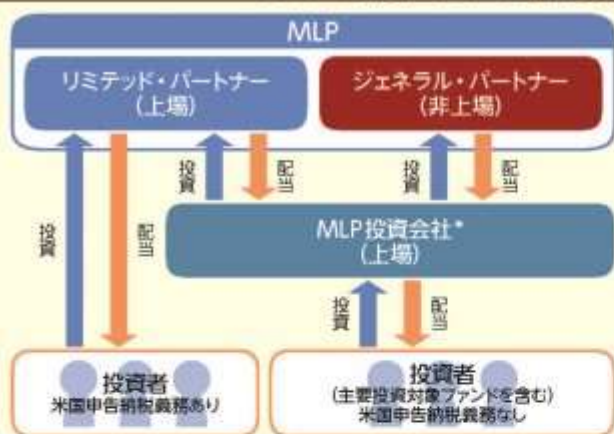 MLP
リミテッド・パートナー
(上場)
ジェネラル・パートナー
(非上場)
投資
配当
投資
配当
投資
配当
MLP投資会社*
(上場)
投資
配当
投資者
米国申告納税義務あり
投資者
(主要投資対象ファンドを含む)
米国申告納税義務なし